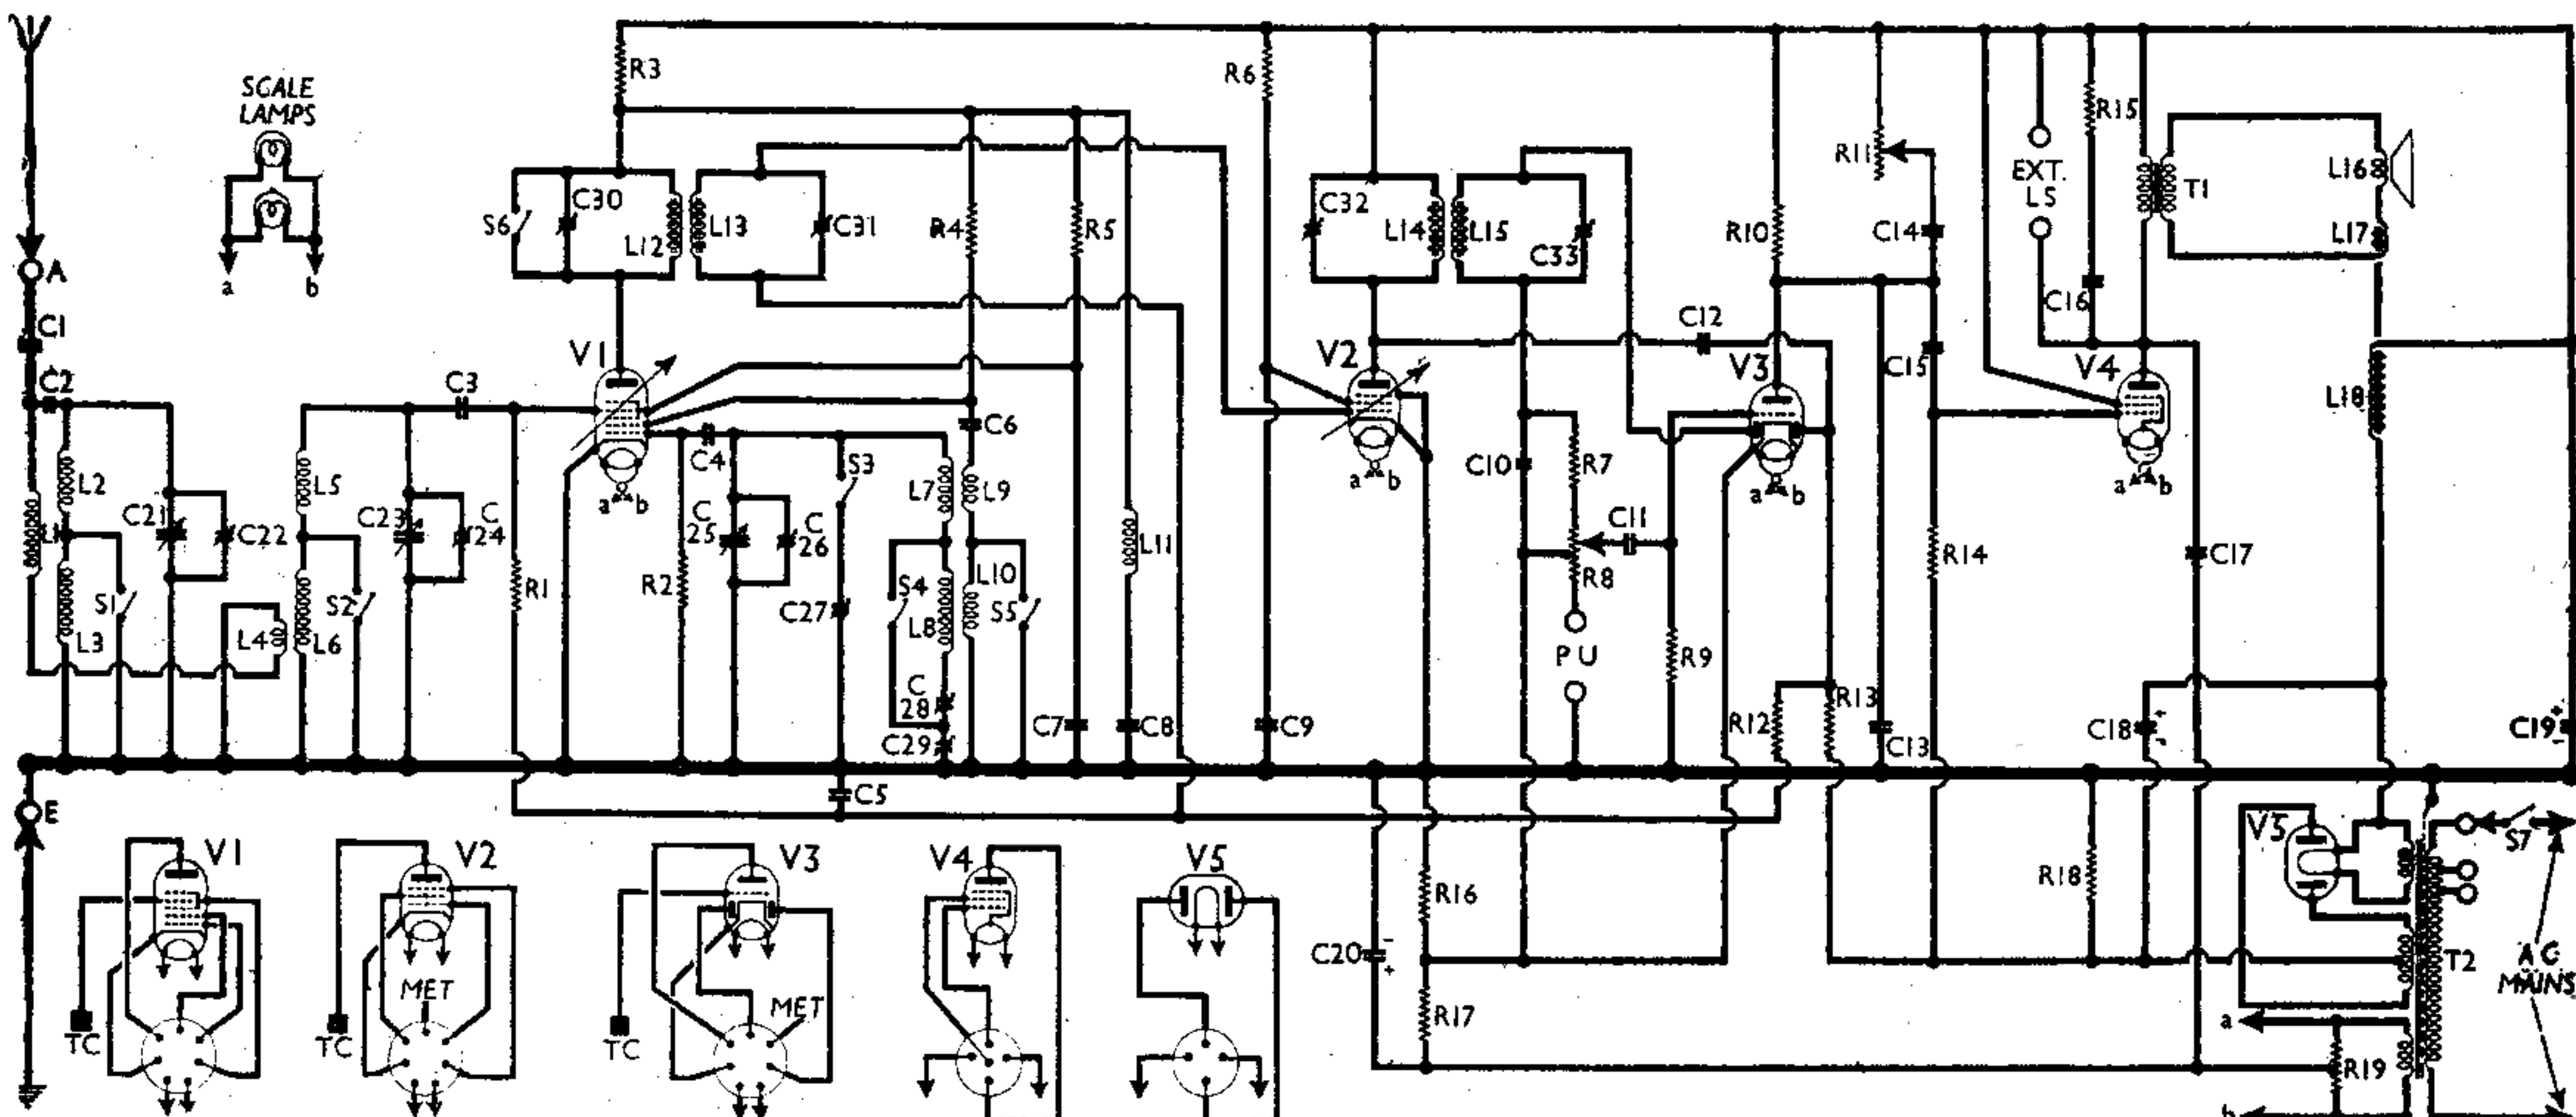 SCALE
LAMPS
a
b
A
C1
C2
L1
L2
L3
S1
C21
C22
L4
L5
L6
S2
C23
C
24
C3
R1
V1
a
b
S6
C30
L12
L13
C31
R3
R4
R5
R2
C4
C
25
C
26
S3
C27
C5
L7
L8
S4
C
28
C29
L9
L10
S5
C6
C7
L11
C8
R6
C9
V2
a
b
C32
L14
L15
C33
C10
R7
R8
C11
PU
R9
C12
V3
a
b
R10
R11
C14
C15
R12
R13
C13
R14
EXT.
LS
R15
C16
V4
a
b
T1
L16
L17
L18
C17
C18
+
-
C19
+
-
E
V1
TC
V2
MET
TC
V3
MET
TC
V4
V5
C20
-
+
R16
R17
R18
V5
S7
T2
A C
MAINS
a
R19
b